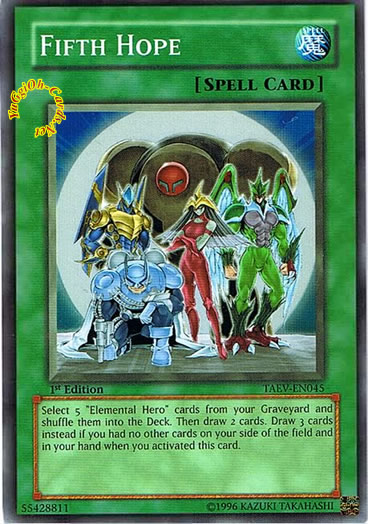 FIFTH HOPE
魔
[SPELL CARD]
YuGiOh-Cards.Net
1st Edition
TAEV-EN045
Select 5 "Elemental Hero" cards from your Graveyard and
shuffle them into the Deck. Then draw 2 cards. Draw 3 cards
instead if you had no other cards on your side of the field and
in your hand when you activated this card.
55428811
©1996 KAZUKI TAKAHASHI